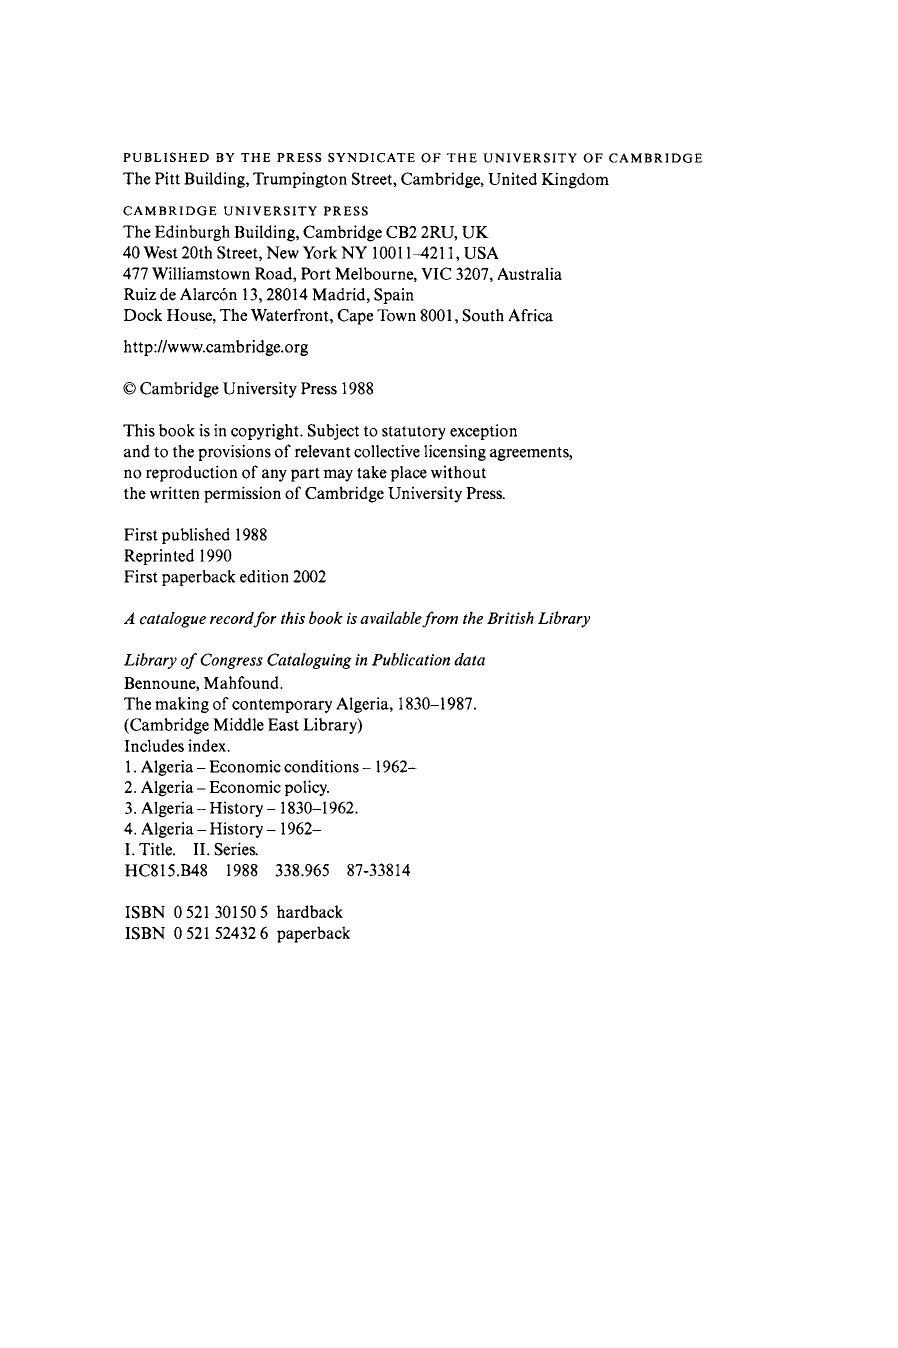 PUBLISHED BY THE PRESS SYNDICATE OF THE UNIVERSITY OF CAMBRIDGE
The Pitt Building, Trumpington Street, Cambridge, United Kingdom
CAMBRIDGE UNIVERSITY PRESS
The Edinburgh Building, Cambridge CB2 2RU, UK
40 West 20th Street, New York NY 10011–4211, USA
477 Williamstown Road, Port Melbourne, VIC 3207, Australia
Ruiz de Alarcón 13, 28014 Madrid, Spain
Dock House, The Waterfront, Cape Town 8001, South Africa
http://www.cambridge.org
© Cambridge University Press 1988
This book is in copyright. Subject to statutory exception
and to the provisions of relevant collective licensing agreements,
no reproduction of any part may take place without
the written permission of Cambridge University Press.
First published 1988
Reprinted 1990
First paperback edition 2002
A catalogue record for this book is available from the British Library
Library of Congress Cataloguing in Publication data
Bennoune, Mahfound.
The making of contemporary Algeria, 1830–1987.
(Cambridge Middle East Library)
Includes index.
1. Algeria – Economic conditions – 1962–
2. Algeria – Economic policy.
3. Algeria – History – 1830–1962.
4. Algeria – History – 1962–
I. Title. II. Series.
HC815.B48 1988 338.965 87-33814
ISBN 0 521 30150 5 hardback
ISBN 0 521 52432 6 paperback